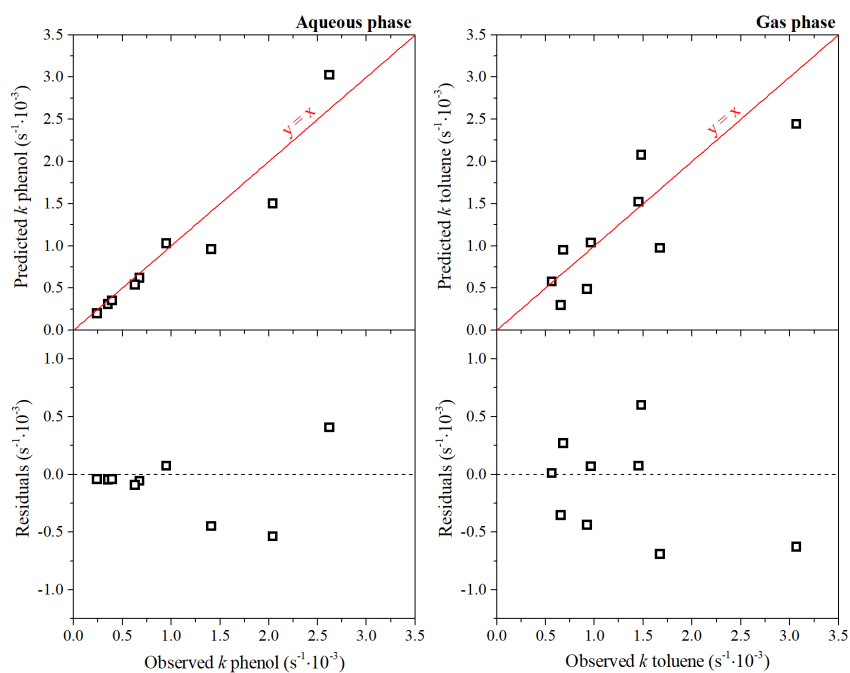 Aqueous phase
Predicted k phenol (s⁻¹·10⁻³)
3.5
3.0
2.5
2.0
1.5
1.0
0.5
0.0
y = x
Residuals (s⁻¹·10⁻³)
1.0
0.5
0.0
-0.5
-1.0
0.0 0.5 1.0 1.5 2.0 2.5 3.0 3.5
Observed k phenol (s⁻¹·10⁻³)
Gas phase
Predicted k toluene (s⁻¹·10⁻³)
3.5
3.0
2.5
2.0
1.5
1.0
0.5
0.0
y = x
Residuals (s⁻¹·10⁻³)
1.0
0.5
0.0
-0.5
-1.0
0.0 0.5 1.0 1.5 2.0 2.5 3.0 3.5
Observed k toluene (s⁻¹·10⁻³)